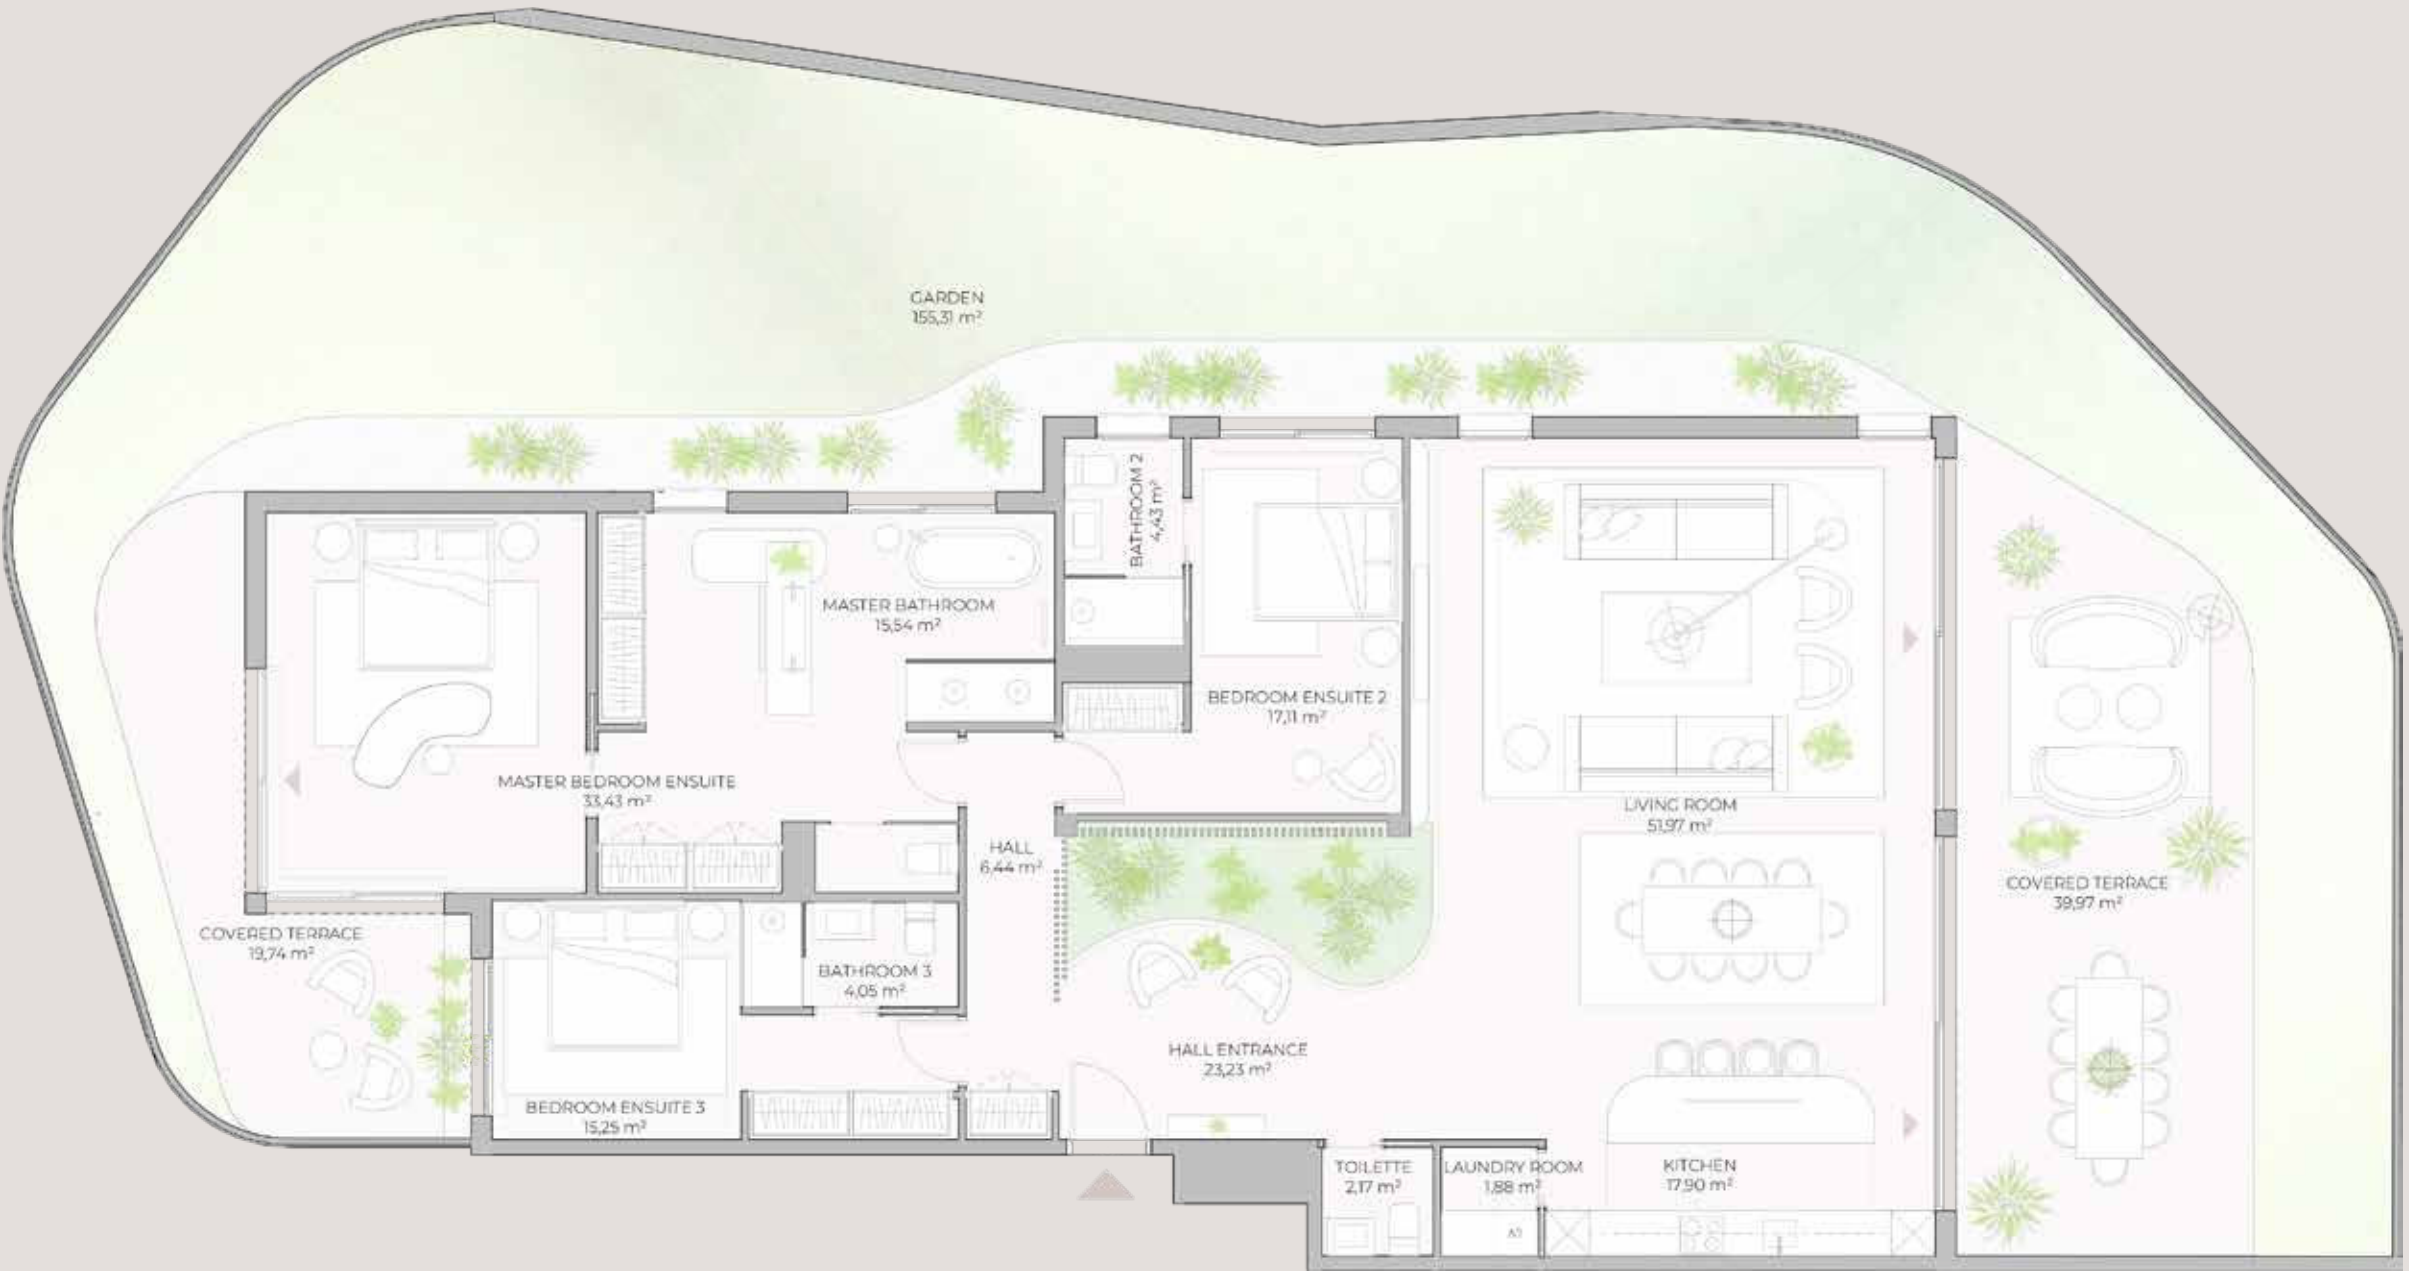 GARDEN
155,31 m²
BATHROOM 2
4,43 m²
MASTER BATHROOM
15,54 m²
BEDROOM ENSUITE 2
17,11 m²
MASTER BEDROOM ENSUITE
33,43 m²
LIVING ROOM
51,97 m²
HALL
6,44 m²
COVERED TERRACE
39,97 m²
COVERED TERRACE
19,74 m²
BATHROOM 3
4,05 m²
HALL ENTRANCE
23,23 m²
BEDROOM ENSUITE 3
15,25 m²
TOILETTE
2,17 m²
LAUNDRY ROOM
1,88 m²
KITCHEN
17,90 m²